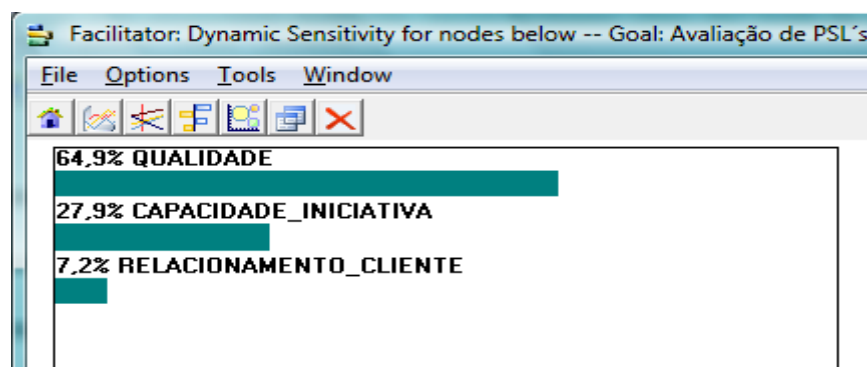 Facilitator: Dynamic Sensitivity for nodes below -- Goal: Avaliação de PSL´s
File Options Tools Window
64,9% QUALIDADE
27,9% CAPACIDADE_INICIATIVA
7,2% RELACIONAMENTO_CLIENTE